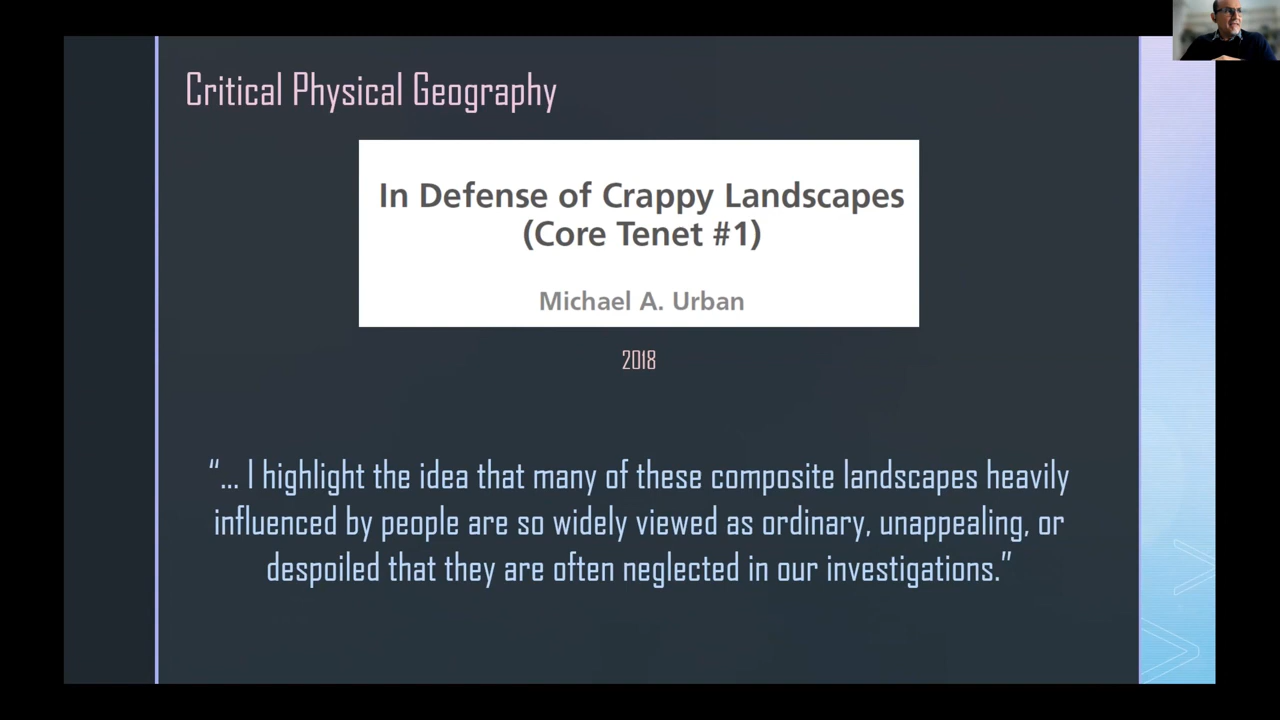 Critical Physical Geography
In Defense of Crappy Landscapes
(Core Tenet #1)
Michael A. Urban
2018
“... I highlight the idea that many of these composite landscapes heavily
influenced by people are so widely viewed as ordinary, unappealing, or
despoiled that they are often neglected in our investigations.”